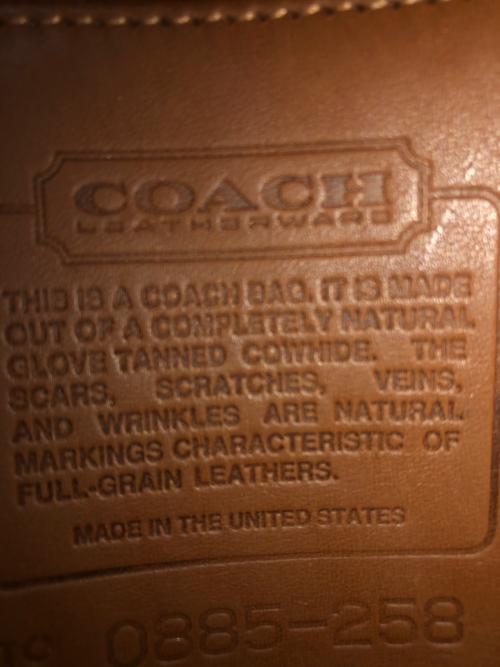 COACH
LEATHERWARE
THIS IS A COACH BAG. IT IS MADE
OUT OF A COMPLETELY NATURAL
GLOVE TANNED COWHIDE. THE
SCARS, SCRATCHES, VEINS,
AND WRINKLES ARE NATURAL
MARKINGS CHARACTERISTIC OF
FULL-GRAIN LEATHERS.
MADE IN THE UNITED STATES
0885-258